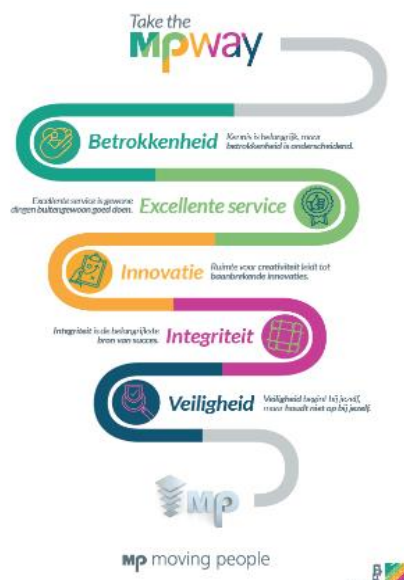 Take the
MPway
Betrokkenheid
Kennis is belangrijk, maar
betrokkenheid is onderscheidend.
Excellente service is gewone
dingen buitengewoon goed doen.
Excellente service
Innovatie
Ruimte voor creativiteit leidt tot
baanbrekende innovaties.
Integriteit is de belangrijkste
bron van succes.
Integriteit
Veiligheid
Veiligheid begint bij jezelf,
maar houdt niet op bij jezelf.
MP
MP moving people